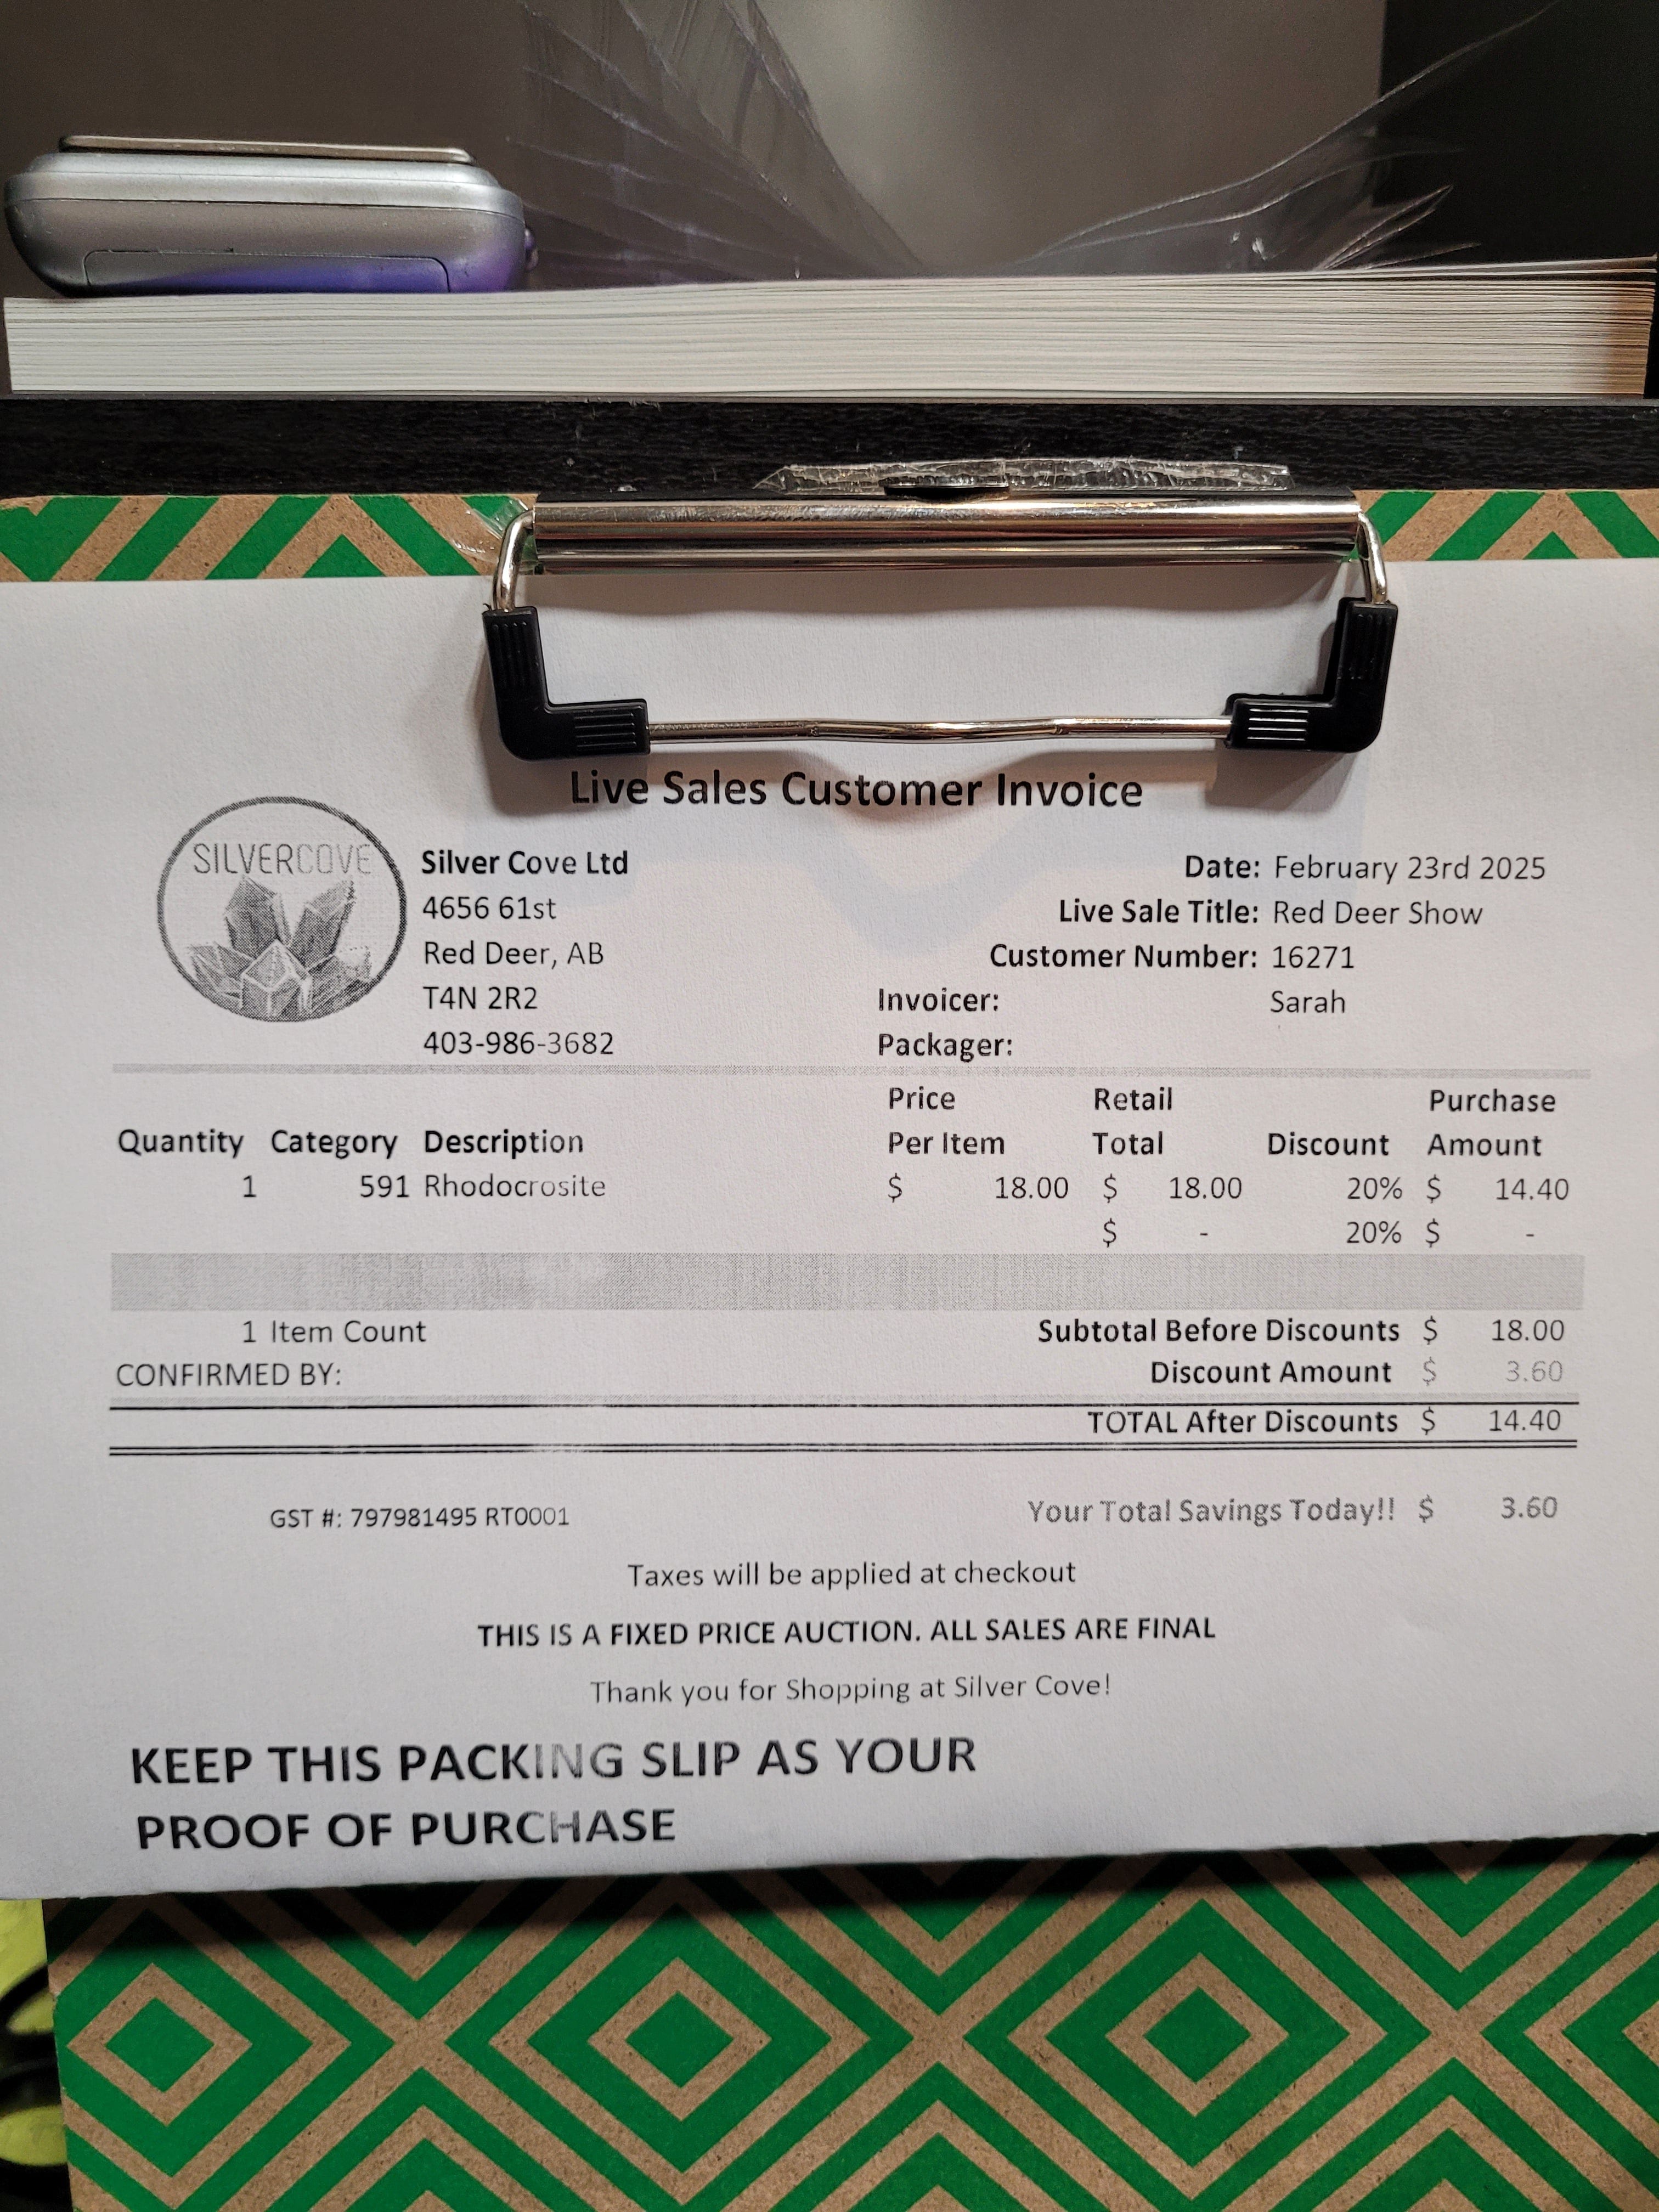 Live Sales Customer Invoice
SILVERCOVE
Silver Cove Ltd
4656 61st
Red Deer, AB
T4N 2R2
403-986-3682
Date: February 23rd 2025
Live Sale Title: Red Deer Show
Customer Number: 16271
Invoicer: Sarah
Packager:
Quantity Category Description Price Per Item Retail Total Discount Purchase Amount
1 591 Rhodocrosite $ 18.00 $ 18.00 20% $ 14.40
$ - 20% $ -
1 Item Count Subtotal Before Discounts $ 18.00
CONFIRMED BY: Discount Amount $ 3.60
TOTAL After Discounts $ 14.40
GST #: 797981495 RT0001 Your Total Savings Today!! $ 3.60
Taxes will be applied at checkout
THIS IS A FIXED PRICE AUCTION. ALL SALES ARE FINAL
Thank you for Shopping at Silver Cove!
KEEP THIS PACKING SLIP AS YOUR
PROOF OF PURCHASE